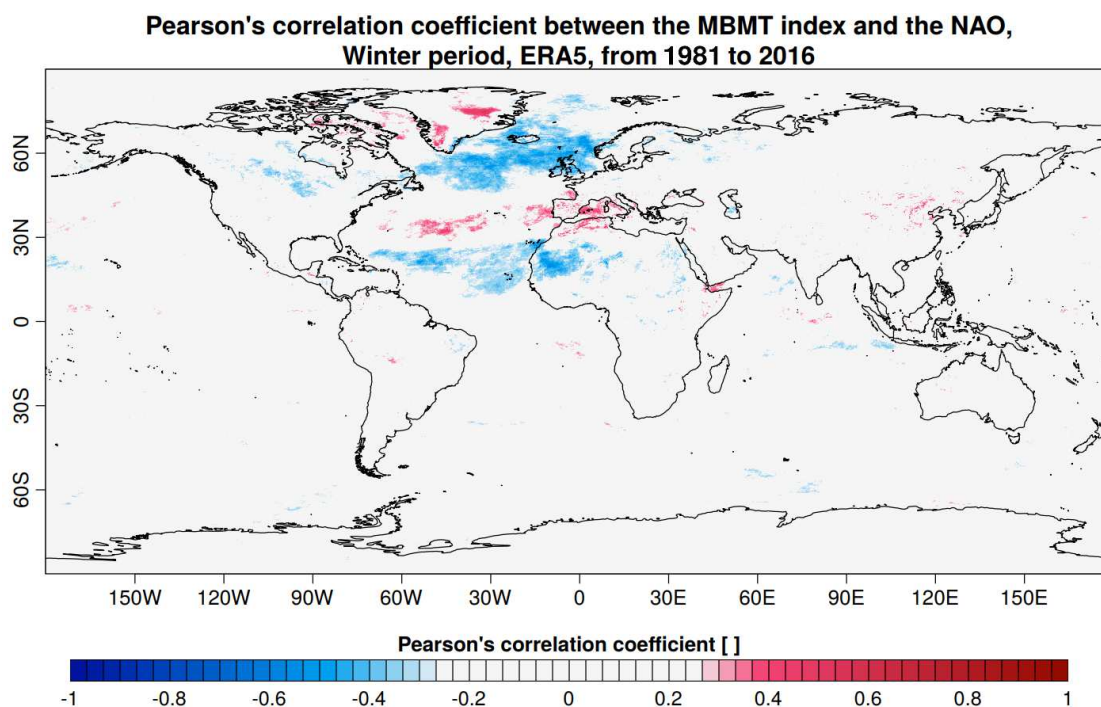 Pearson's correlation coefficient between the MBMT index and the NAO,
Winter period, ERA5, from 1981 to 2016
60N
30N
0
30S
60S
150W 120W 90W 60W 30W 0 30E 60E 90E 120E 150E
Pearson's correlation coefficient [ ]
-1 -0.8 -0.6 -0.4 -0.2 0 0.2 0.4 0.6 0.8 1